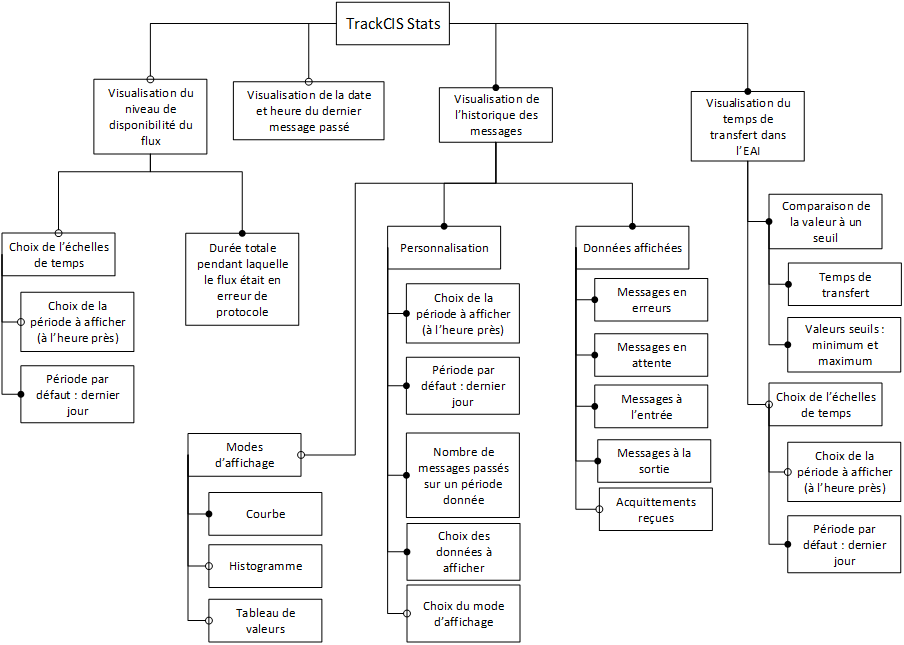 TrackCIS Stats
Visualisation du
niveau de
disponibilité du
flux
Visualisation de la date
et heure du dernier
message passé
Visualisation de
l'historique des
messages
Visualisation du
temps de
transfert dans
l'EAI
Choix de l'échelles
de temps
Choix de la
période à afficher
(à l'heure près)
Période par
défaut : dernier
jour
Durée totale
pendant laquelle
le flux était en
erreur de
protocole
Modes
d'affichage
Courbe
Histogramme
Tableau de
valeurs
Personnalisation
Choix de la
période à afficher
(à l'heure près)
Période par
défaut : dernier
jour
Nombre de
messages passés
sur un période
donnée
Choix des
données à
afficher
Choix du mode
d'affichage
Données affichées
Messages en
erreurs
Messages en
attente
Messages à
l'entrée
Messages à la
sortie
Acquittements
reçues
Comparaison de
la valeur à un
seuil
Temps de
transfert
Valeurs seuils :
minimum et
maximum
Choix de l'échelles
de temps
Choix de la
période à afficher
(à l'heure près)
Période par
défaut : dernier
jour